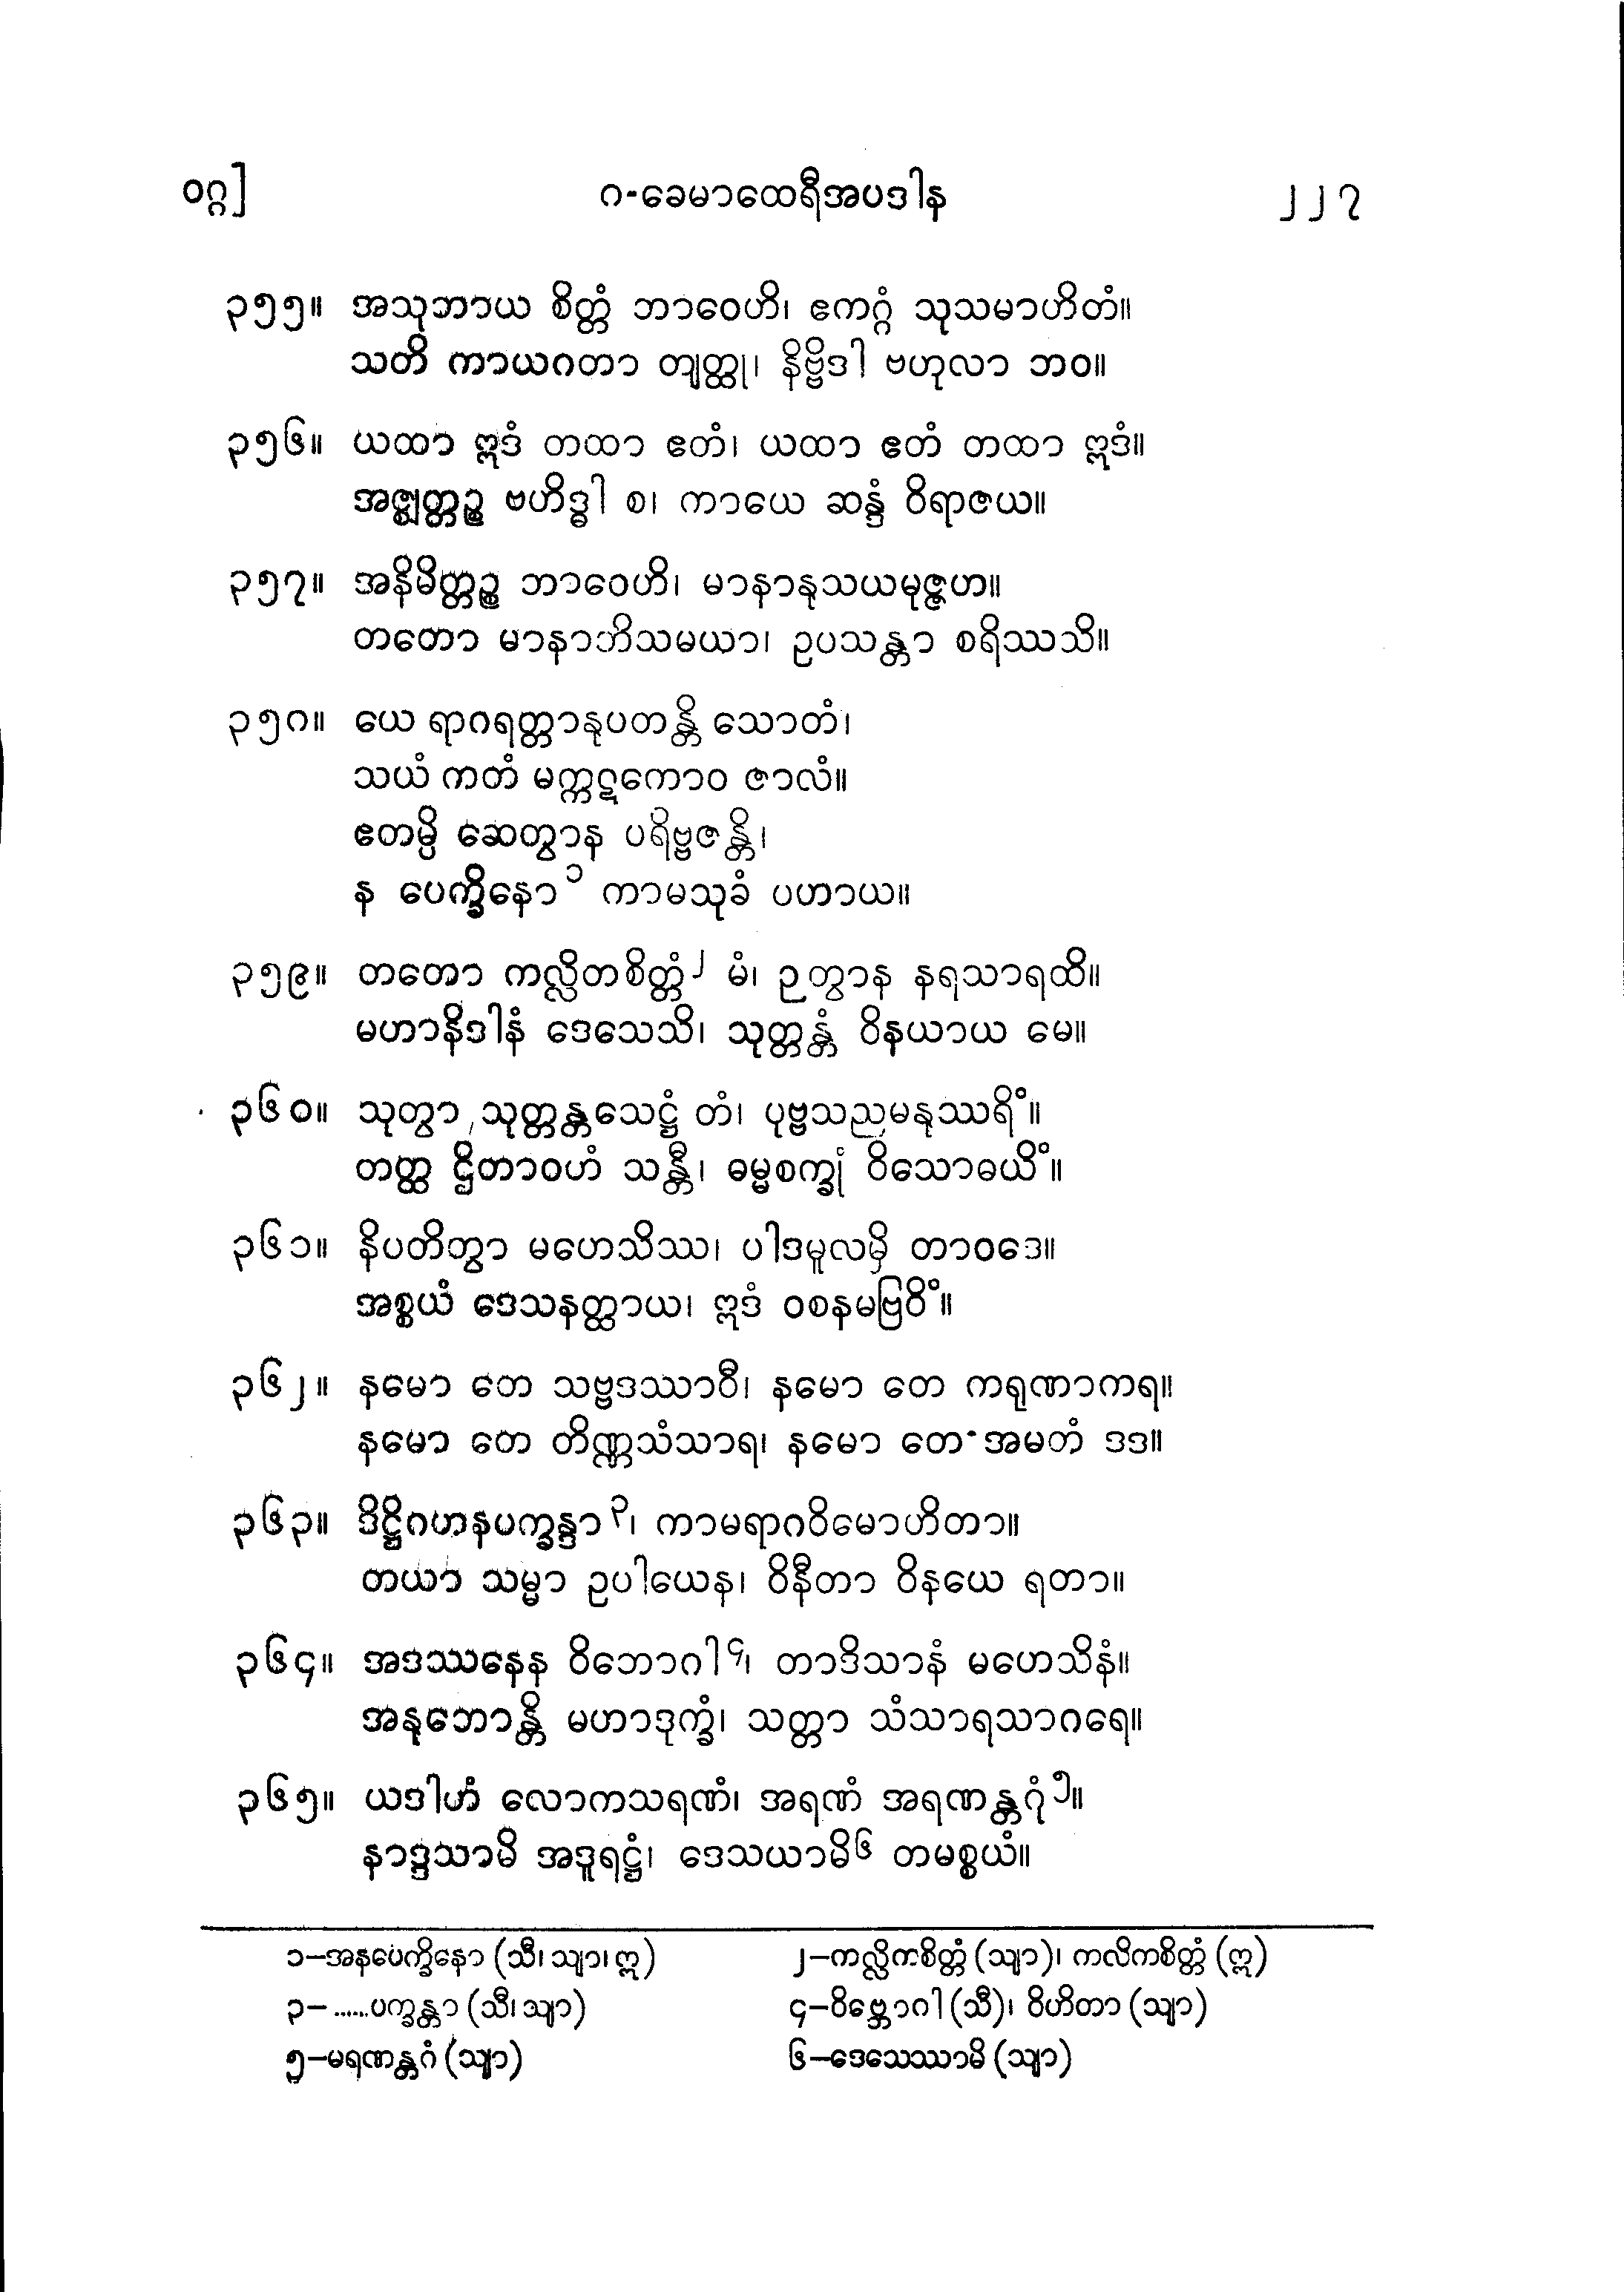 ဝဂ္ဂ] ဂ-ခေမာထေရီအပဒါန ၂၂၇
၃၅၅။ အသုဘာယ စိတ္တံ ဘာဝေဟိ၊ ဧကဂ္ဂံ သုသမာဟိတံ။
သတိ ကာယဂတာ တျတ္ထု၊ နိဗ္ဗိဒါ ဗဟုလာ ဘဝ။
၃၅၆။ ယထာ ဣဒံ တထာ ဧတံ၊ ယထာ ဧတံ တထာ ဣဒံ။
အဇ္ဈတ္တဉ္စ ဗဟိဒ္ဓါ စ၊ ကာယေ ဆန္ဒံ ဝိရာဇယ။
၃၅၇။ အနိမိတ္တဉ္စ ဘာဝေဟိ၊ မာနာနုသယမုဇ္ဇဟ။
တတော မာနာဘိသမယာ၊ ဥပသန္တာ စရိဿသိ။
၃၅၈။ ယေ ရာဂရတ္တာနုပတန္တိ သောတံ၊
သယံ ကတံ မက္ကဋကောဝ ဇာလံ။
ဧတမ္ပိ ဆေတွာန ပရိဗ္ဗဇန္တိ၊
န ပေက္ခိနော၁ ကာမသုခံ ပဟာယ။
၃၅၉။ တတော ကလ္လိတစိတ္တံ၂ မံ၊ ဉတွာန နရသာရထိ။
မဟာနိဒါနံ ဒေသေသိ၊ သုတ္တန္တံ ဝိနယာယ မေ။
၃၆၀။ သုတွာ သုတ္တန္တသေဋ္ဌံ တံ၊ ပုဗ္ဗသညမနုဿရိံ။
တတ္ထ ဌိတာဝဟံ သန္တီ၊ ဓမ္မစက္ခုံ ဝိသောဓယိံ။
၃၆၁။ နိပတိတွာ မဟေသိဿ၊ ပါဒမူလမှိ တာဝဒေ။
အစ္စယံ ဒေသနတ္ထာယ၊ ဣဒံ ဝစနမဗြဝိံ။
၃၆၂။ နမော တေ သဗ္ဗဒဿာဝီ၊ နမော တေ ကရုဏာကရ။
နမော တေ တိဏ္ဏသံသာရ၊ နမော တေ အမတံ ဒဒ။
၃၆၃။ ဒိဋ္ဌိဂဟနပက္ခန္ဒာ၃၊ ကာမရာဂဝိမောဟိတာ။
တယာ သမ္မာ ဥပါယေန၊ ဝိနီတာ ဝိနယေ ရတာ။
၃၆၄။ အဒဿနေန ဝိဘောဂါ၄၊ တာဒိသာနံ မဟေသိနံ။
အနုဘောန္တိ မဟာဒုက္ခံ၊ သတ္တာ သံသာရသာဂရေ။
၃၆၅။ ယဒါဟံ လောကသရဏံ၊ အရဏံ အရဏန္တဂုံ၅။
နာဒ္ဒသာမိ အဒူရဋ္ဌံ၊ ဒေသယာမိ၆ တမစ္စယံ။
၁–အနပေက္ခိနော (သီ၊ သျာ၊ ဣ) ၂–ကလ္လိကစိတ္တံ (သျာ)၊ ကလိကစိတ္တံ (ဣ)
၃– ......ပက္ခန္တာ (သီ၊ သျာ) ၄–ဝိဗ္ဘောဂါ (သီ)၊ ဝိဟိတာ (သျာ)
၅–မရဏန္တဂံ (သျာ) ၆–ဒေသေဿာမိ (သျာ)